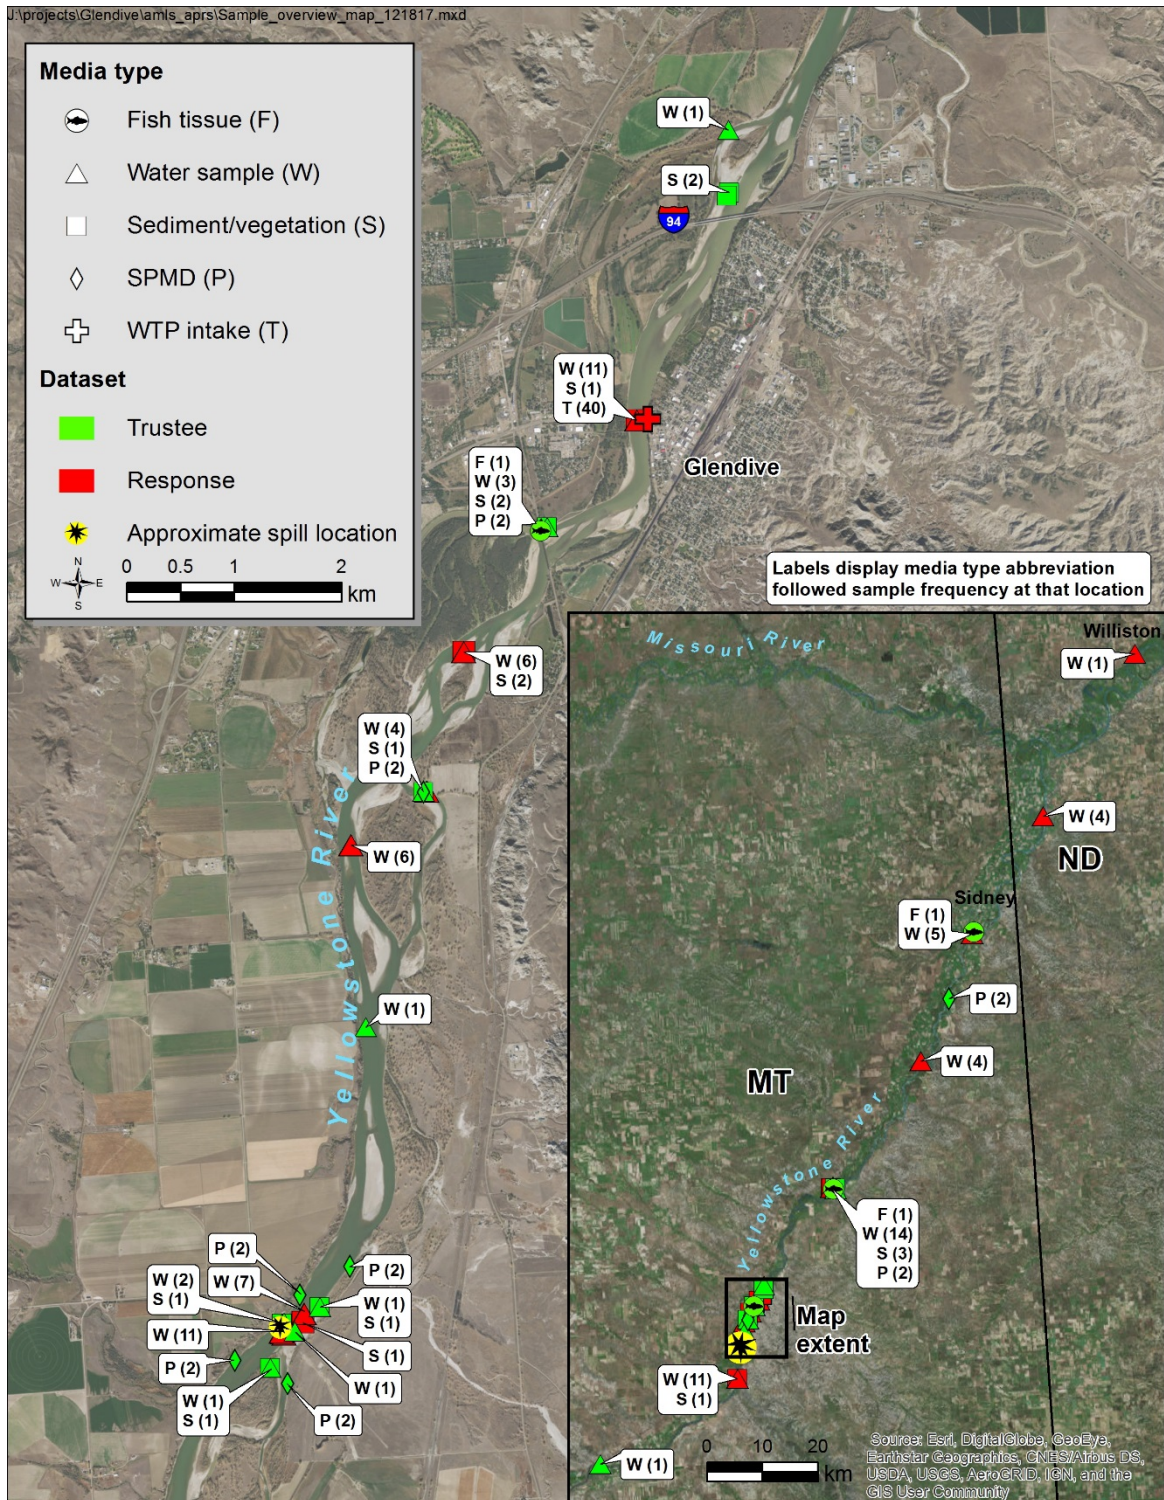 J:\projects\Glendive\amls_aprs\Sample_overview_map_121817.mxd
Media type
Fish tissue (F)
Water sample (W)
Sediment/vegetation (S)
SPMD (P)
WTP intake (T)
Dataset
Trustee
Response
Approximate spill location
N
W E
S
0 0.5 1 2
km
W (1)
S (2)
94
W (11)
S (1)
T (40)
Glendive
F (1)
W (3)
S (2)
P (2)
Labels display media type abbreviation
followed sample frequency at that location
W (6)
S (2)
W (4)
S (1)
P (2)
W (6)
Yellowstone River
W (1)
P (2)
P (2)
W (7)
W (2)
S (1)
W (1)
S (1)
W (11)
S (1)
P (2)
W (1)
W (1)
S (1)
P (2)
Missouri River
Williston
W (1)
W (4)
ND
Sidney
F (1)
W (5)
P (2)
W (4)
MT
Yellowstone River
F (1)
W (14)
S (3)
P (2)
Map
extent
W (11)
S (1)
W (1)
0 10 20
km
Source: Esri, DigitalGlobe, GeoEye,
Earthstar Geographics, CNES/Airbus DS,
USDA, USGS, AeroGRID, IGN, and the
GIS User Community